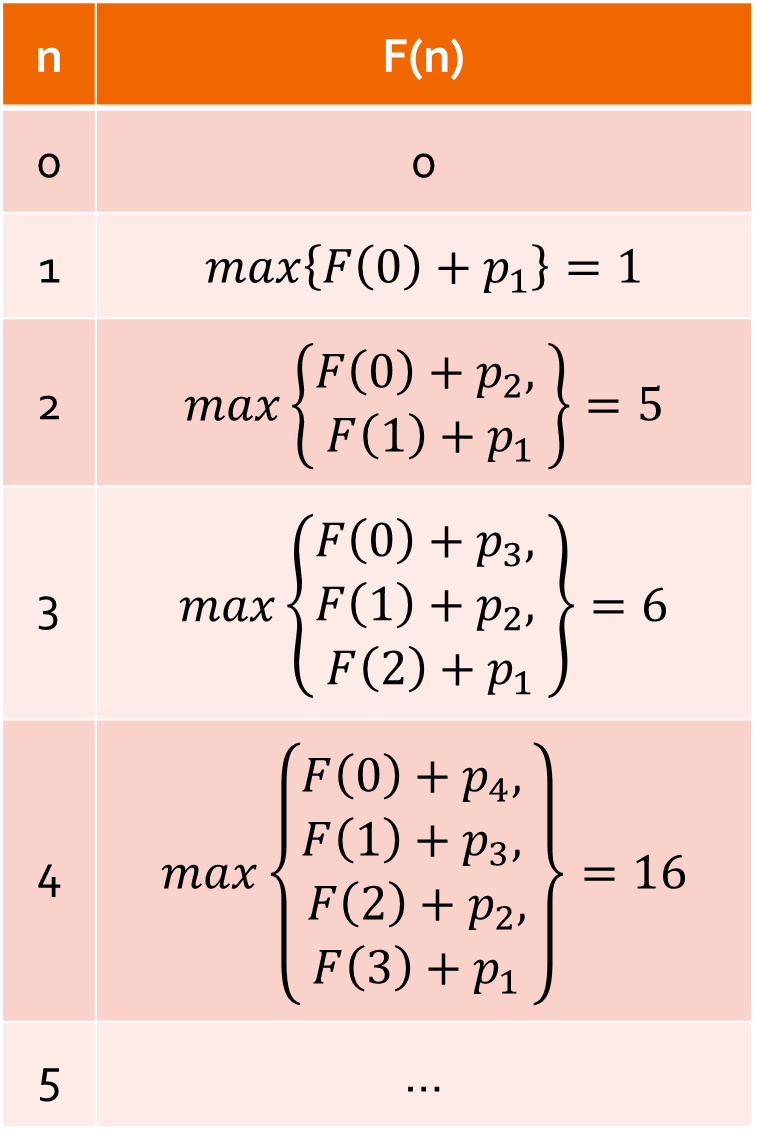 n F(n)
0 0
1 max{F(0) + p₁} = 1
2 max{F(0) + p₂, F(1) + p₁} = 5
3 max{F(0) + p₃, F(1) + p₂, F(2) + p₁} = 6
4 max{F(0) + p₄, F(1) + p₃, F(2) + p₂, F(3) + p₁} = 16
5 ⋯